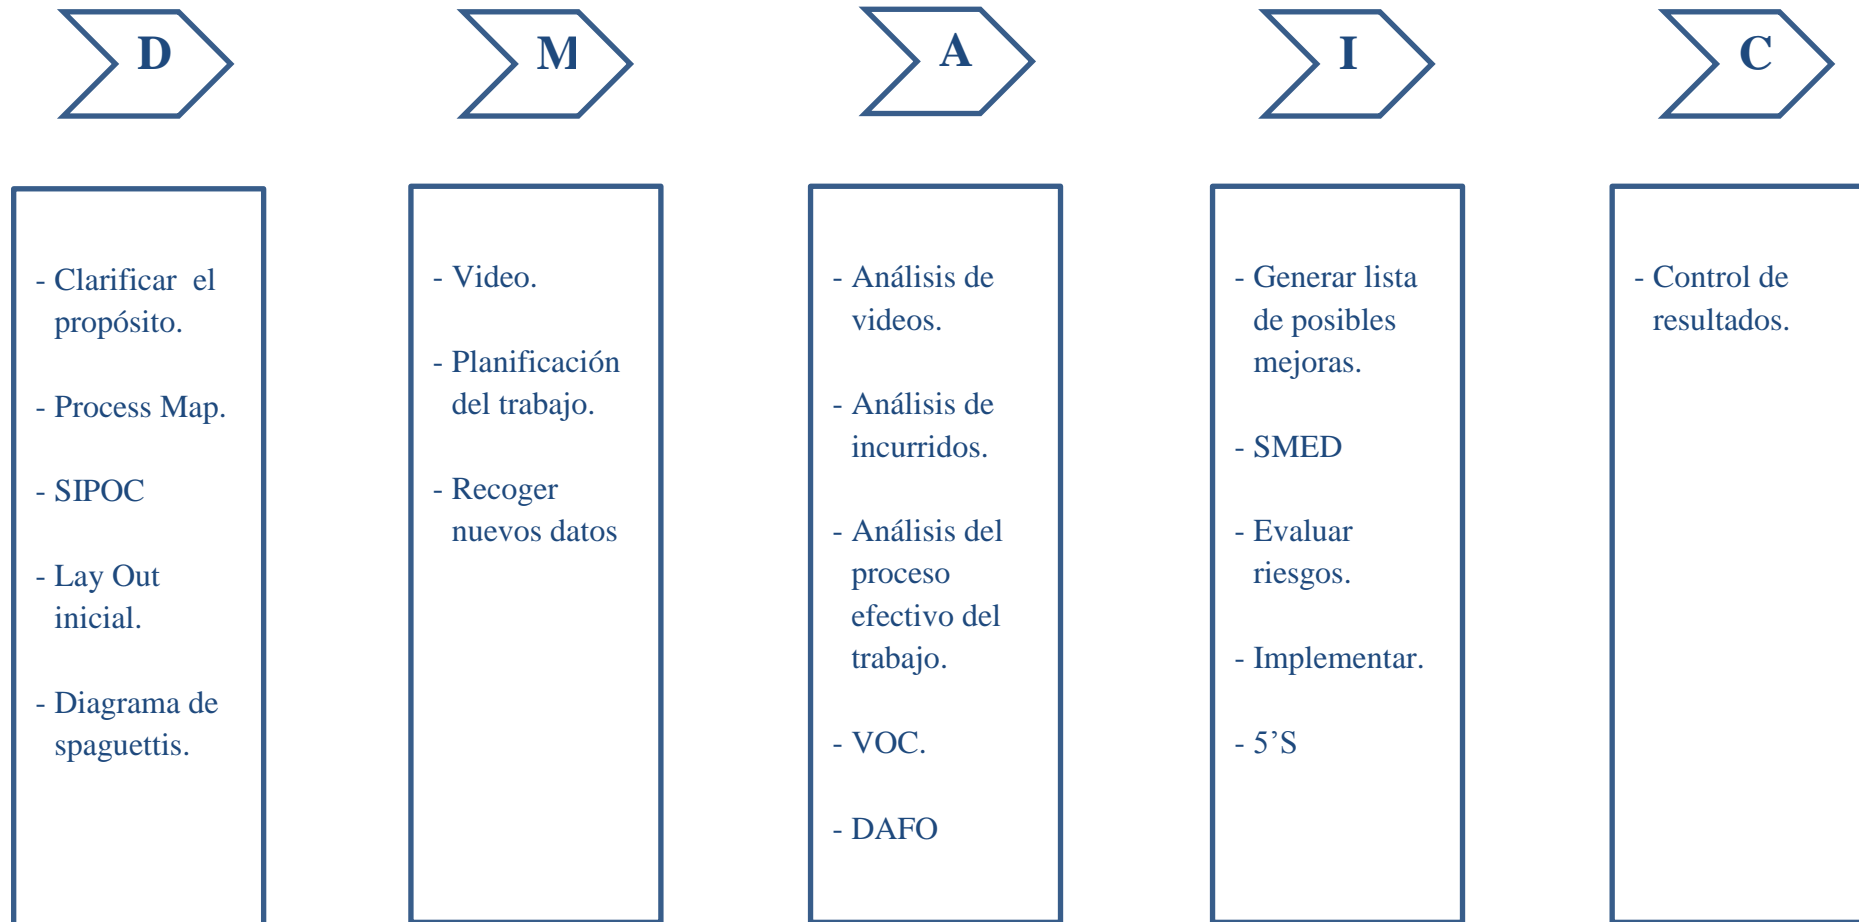 D
M
A
I
C
- Clarificar  el
propósito.
- Process Map.
- SIPOC
- Lay Out
inicial.
- Diagrama de
spaguettis.
- Video.
- Planificación
del trabajo.
- Recoger
nuevos datos
- Análisis de
videos.
- Análisis de
incurridos.
- Análisis del
proceso
efectivo del
trabajo.
- VOC.
- DAFO
- Generar lista
de posibles
mejoras.
- SMED
- Evaluar
riesgos.
- Implementar.
- 5’S
- Control de
resultados.